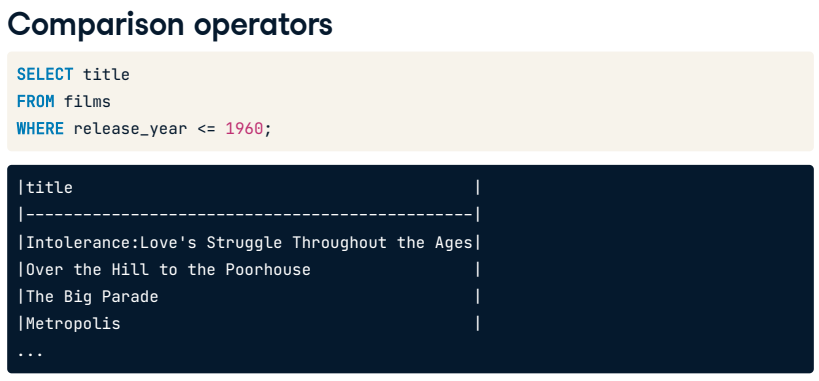 Comparison operators
SELECT title
FROM films
WHERE release_year <= 1960;
|title                                          |
|-----------------------------------------------|
|Intolerance:Love's Struggle Throughout the Ages|
|Over the Hill to the Poorhouse                 |
|The Big Parade                                 |
|Metropolis                                     |
...